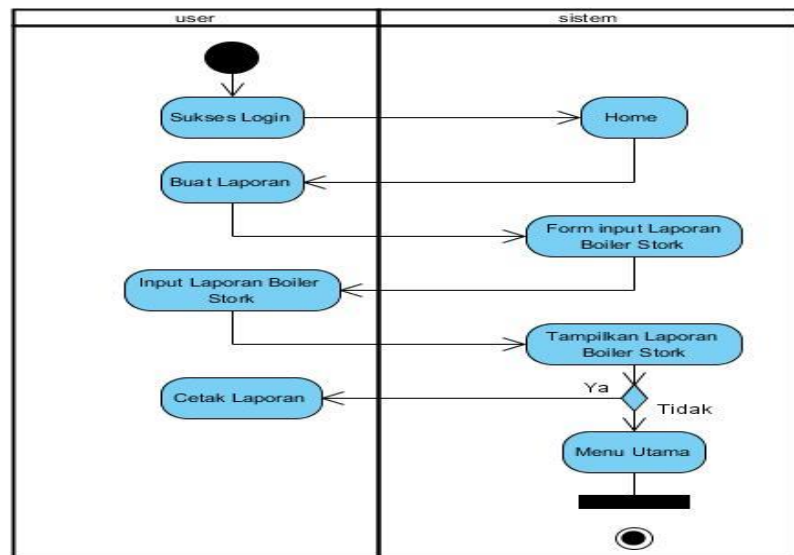 user
sistem
Sukses Login
Home
Buat Laporan
Form input Laporan
Boiler Stork
Input Laporan Boiler
Stork
Tampilkan Laporan
Boiler Stork
Cetak Laporan
Ya
Tidak
Menu Utama